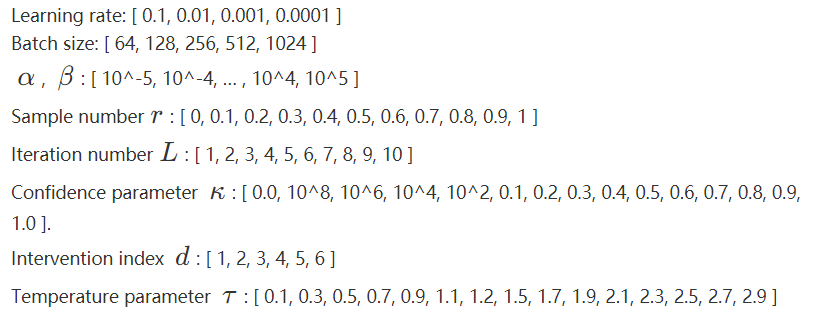 Learning rate: [ 0.1, 0.01, 0.001, 0.0001 ]
Batch size: [ 64, 128, 256, 512, 1024 ]
α , β : [ 10^-5, 10^-4, ... , 10^4, 10^5 ]
Sample number r : [ 0, 0.1, 0.2, 0.3, 0.4, 0.5, 0.6, 0.7, 0.8, 0.9, 1 ]
Iteration number L : [ 1, 2, 3, 4, 5, 6, 7, 8, 9, 10 ]
Confidence parameter κ : [ 0.0, 10^8, 10^6, 10^4, 10^2, 0.1, 0.2, 0.3, 0.4, 0.5, 0.6, 0.7, 0.8, 0.9,
1.0 ].
Intervention index d : [ 1, 2, 3, 4, 5, 6 ]
Temperature parameter τ : [ 0.1, 0.3, 0.5, 0.7, 0.9, 1.1, 1.2, 1.5, 1.7, 1.9, 2.1, 2.3, 2.5, 2.7, 2.9 ]